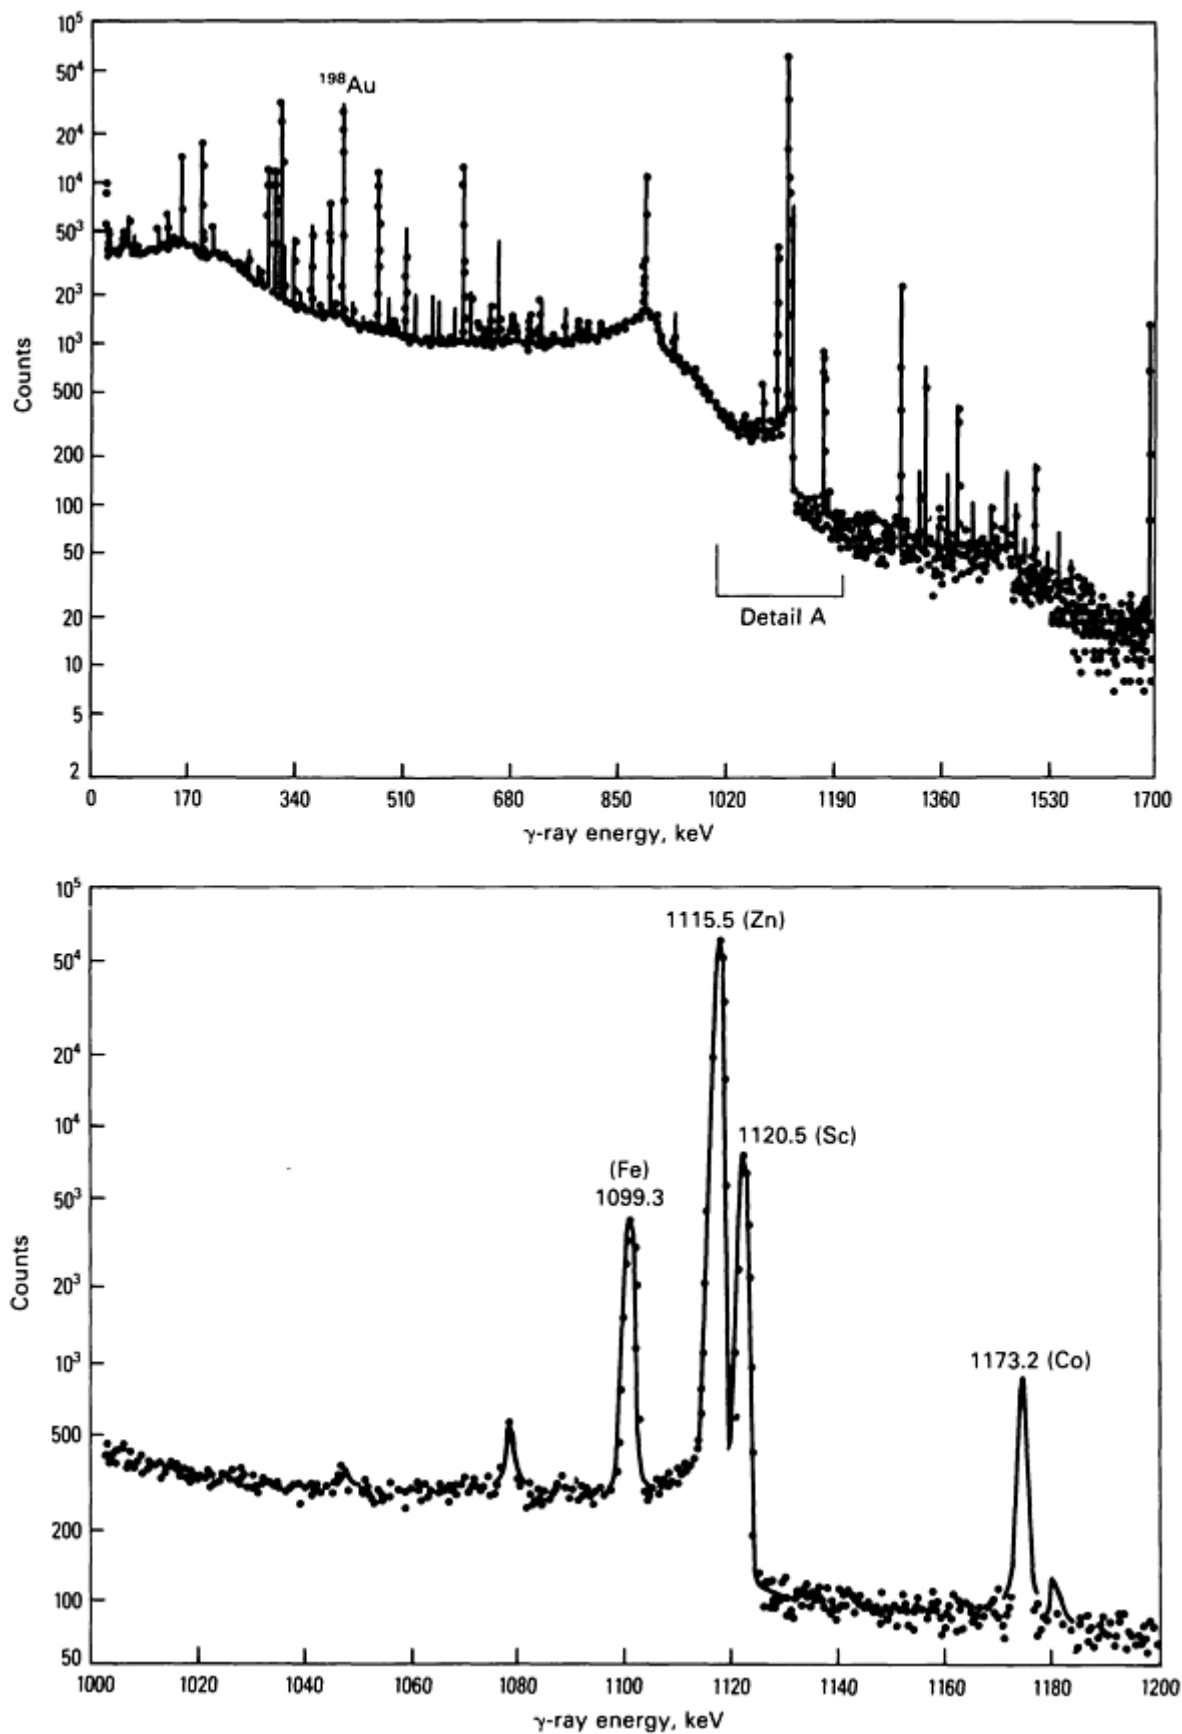 10⁵
50⁴
20⁴
10⁴
50³
20³
10³
500
200
100
50
20
10
5
2
Counts
¹⁹⁸Au
Detail A
0 170 340 510 680 850 1020 1190 1360 1530 1700
γ-ray energy, keV
10⁵
50⁴
20⁴
10⁴
50³
20³
10³
500
200
100
50
Counts
1115.5 (Zn)
1120.5 (Sc)
(Fe)
1099.3
1173.2 (Co)
1000 1020 1040 1060 1080 1100 1120 1140 1160 1180 1200
γ-ray energy, keV